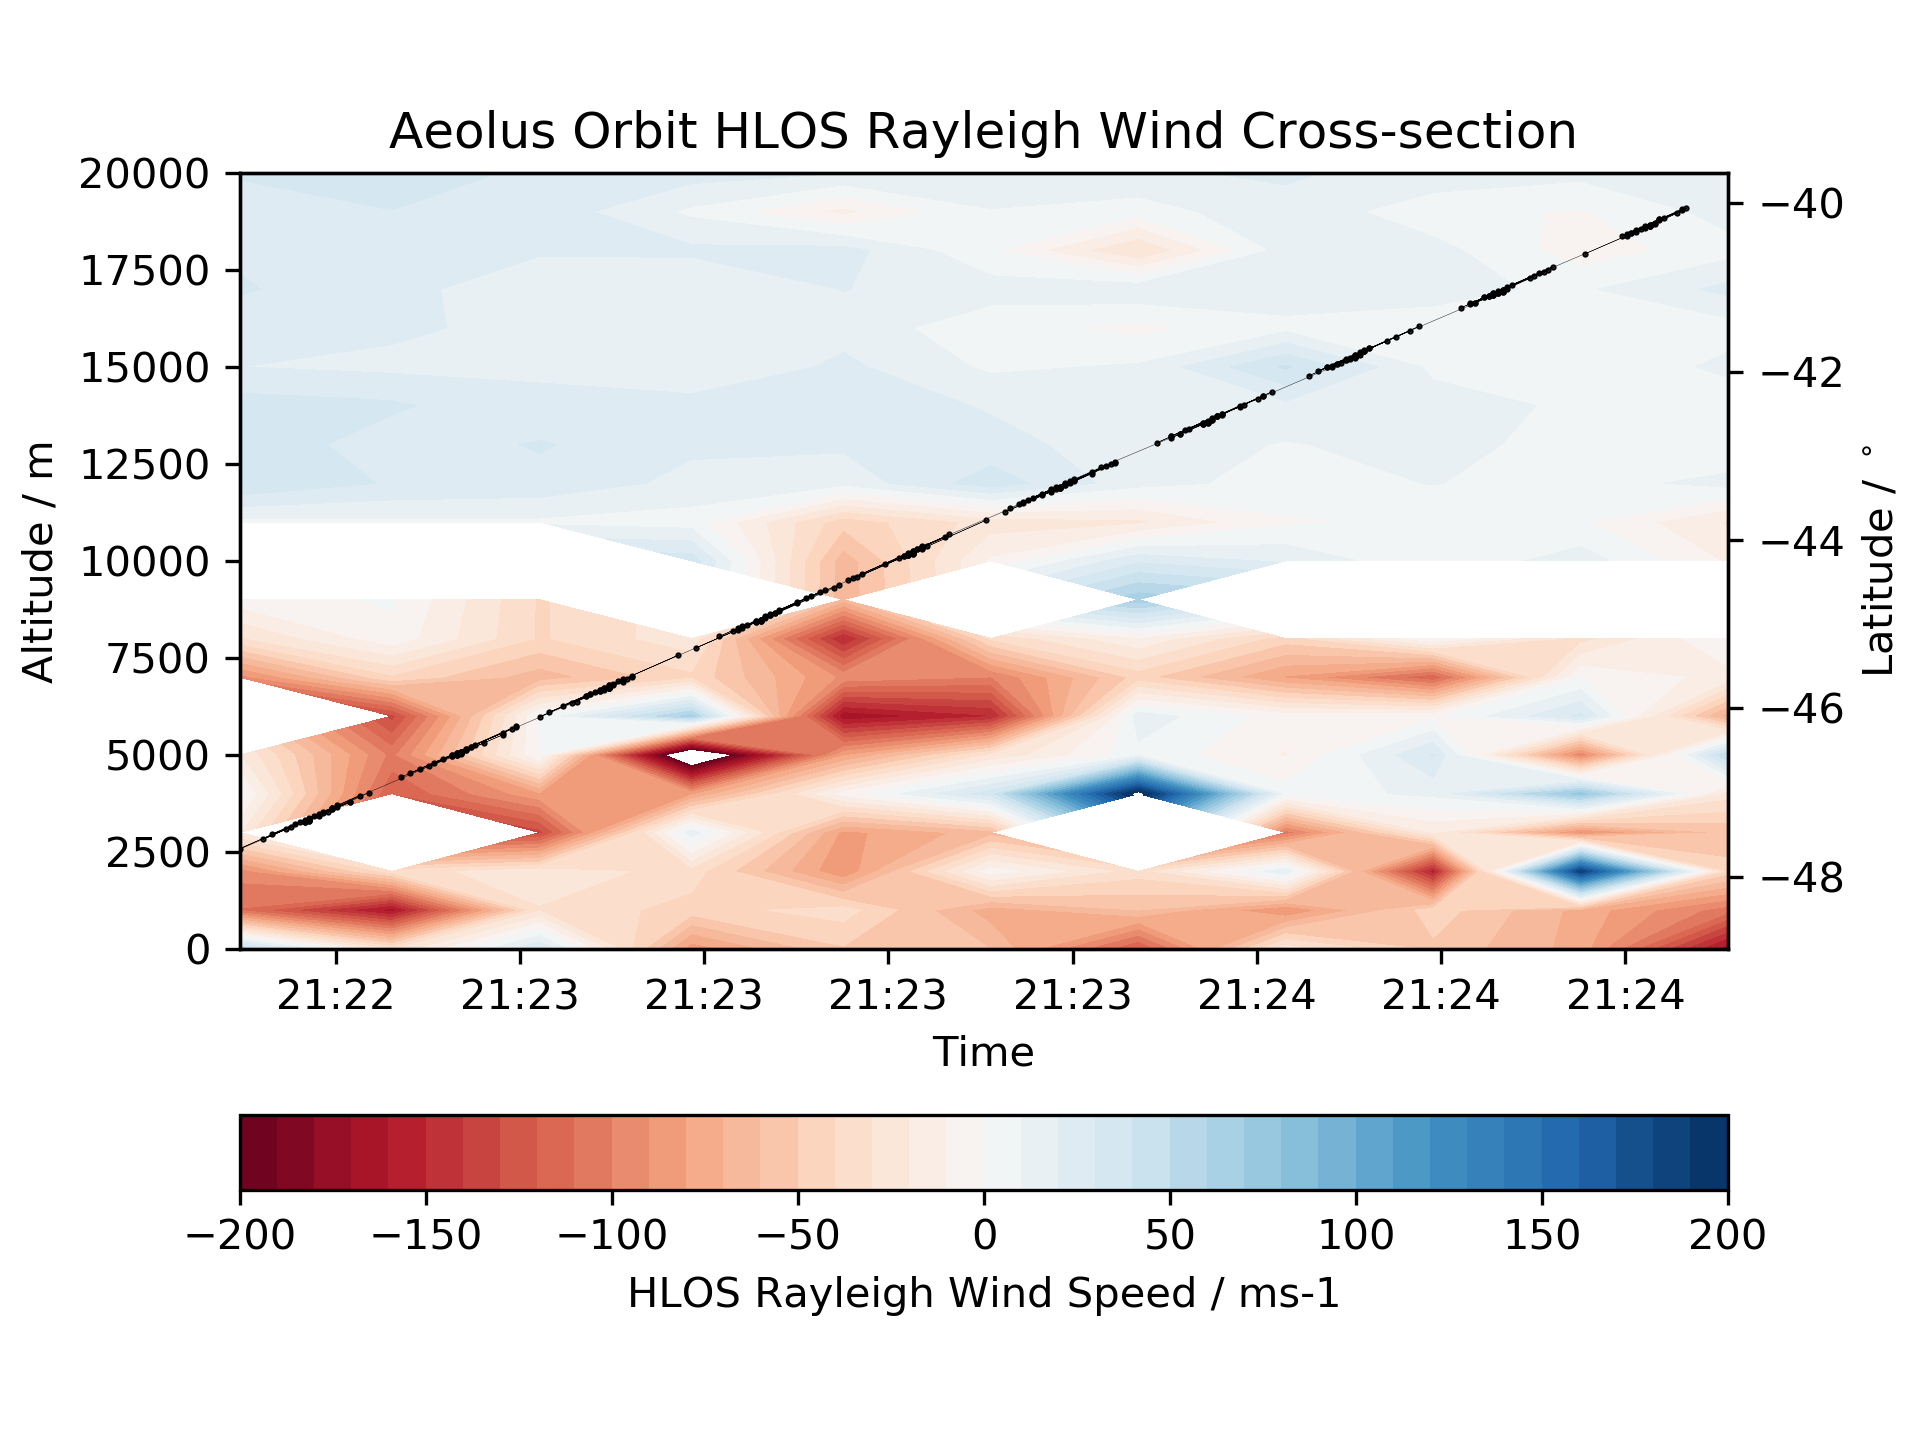 Aeolus Orbit HLOS Rayleigh Wind Cross-section
20000
17500
15000
12500
10000
7500
5000
2500
0
Altitude / m
−40
−42
−44
−46
−48
Latitude / °
21:22 21:23 21:23 21:23 21:23 21:24 21:24 21:24
Time
−200 −150 −100 −50 0 50 100 150 200
HLOS Rayleigh Wind Speed / ms-1